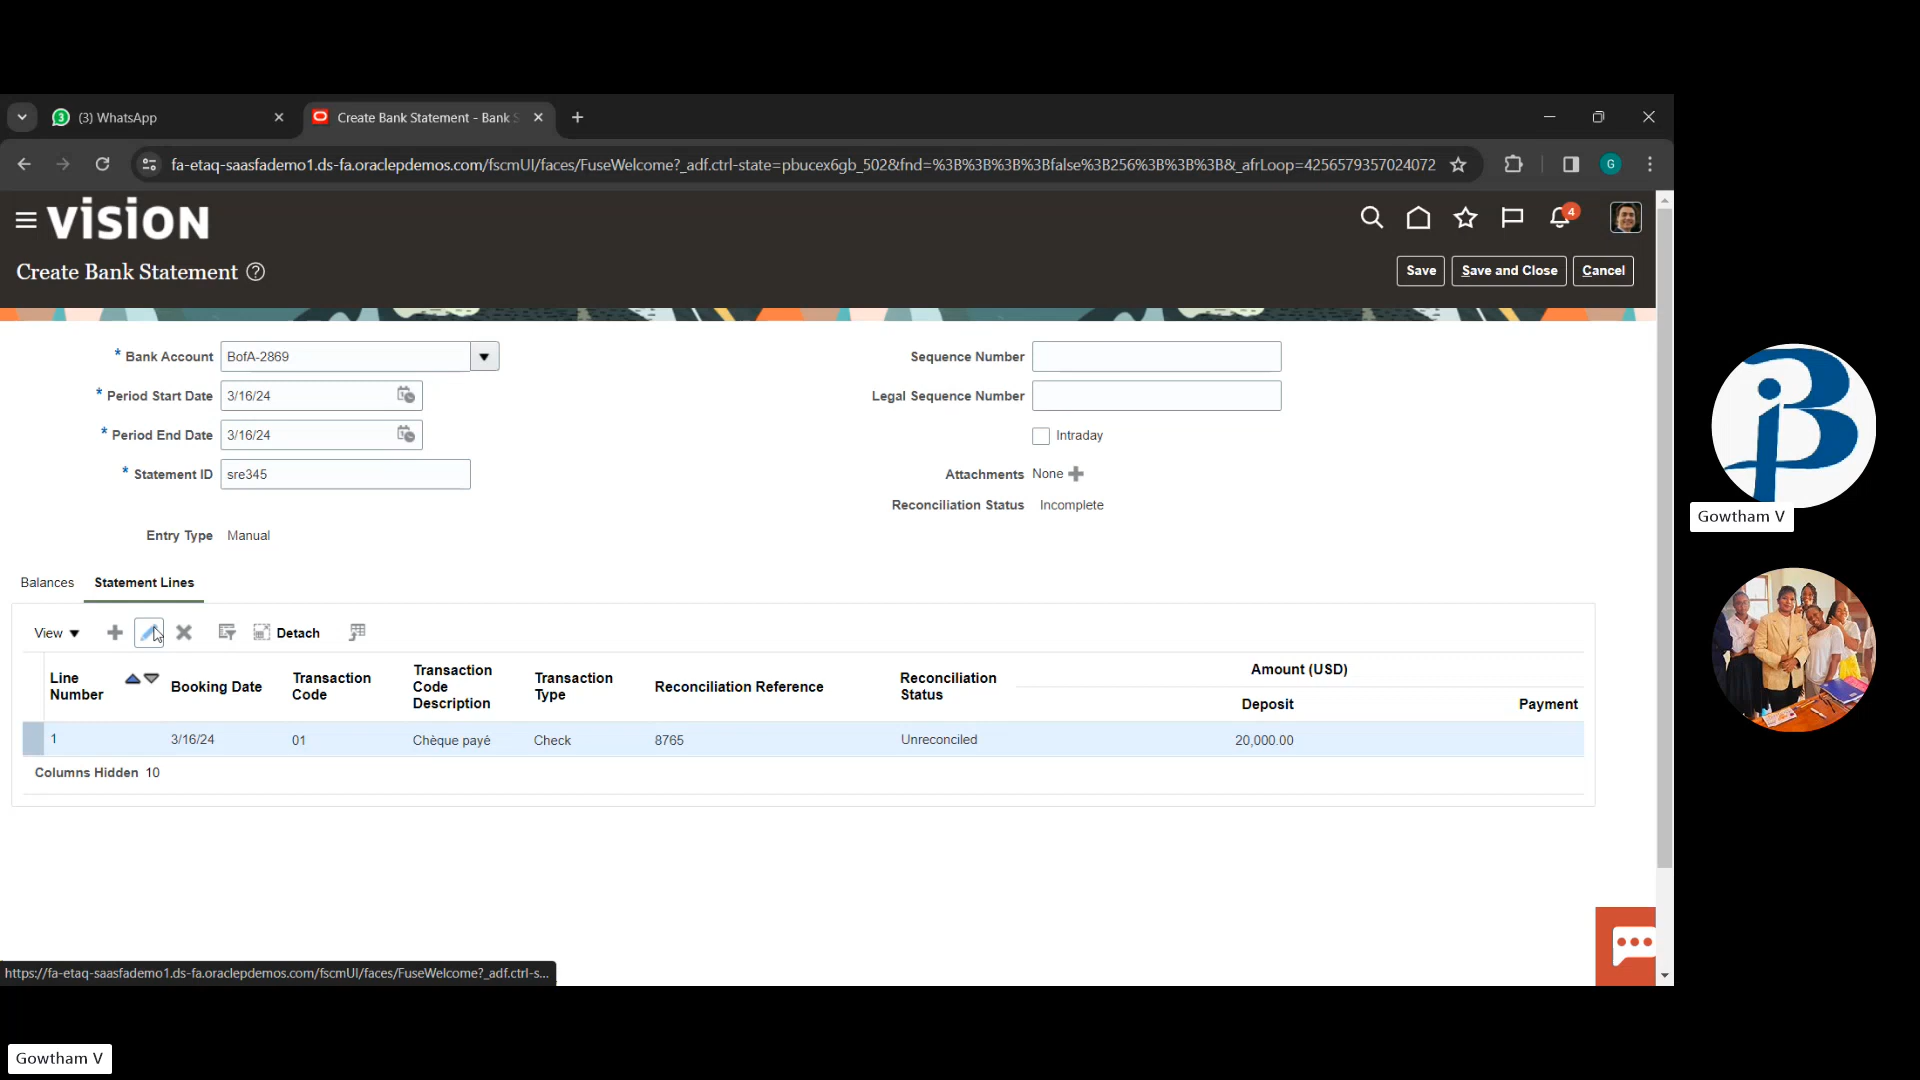 (3) WhatsApp
Create Bank Statement - Bank S
fa-etaq-saasfademo1.ds-fa.oraclepdemos.com/fscmUI/faces/FuseWelcome?_adf.ctrl-state=pbucex6gb_502&fnd=%3B%3B%3B%3Bfalse%3B256%3B%3B%3B&_afrLoop=4256579357024072
G
vision
4
Create Bank Statement ?
Save Save and Close Cancel
* Bank Account BofA-2869
Sequence Number
* Period Start Date 3/16/24
Legal Sequence Number
* Period End Date 3/16/24
Intraday
* Statement ID sre345
Attachments None
Reconciliation Status Incomplete
Entry Type Manual
Balances Statement Lines
View Detach
Line Number Booking Date Transaction Code Transaction Code Description Transaction Type Reconciliation Reference Reconciliation Status Amount (USD) Deposit Payment
1 3/16/24 01 Chèque payé Check 8765 Unreconciled 20,000.00
Columns Hidden 10
https://fa-etaq-saasfademo1.ds-fa.oraclepdemos.com/fscmUI/faces/FuseWelcome?_adf.ctrl-s...
Gowtham V
Gowtham V